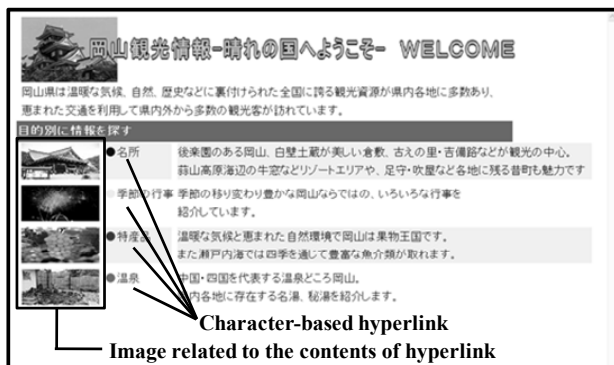 岡山観光情報-晴れの国へようこそ- WELCOME
岡山県は温暖な気候、自然、歴史などに裏付けられた全国に誇る観光資源が県内各地に多数あり、
恵まれた交通を利用して県内外から多数の観光客が訪れています。
目的別に情報を探す
●名所 後楽園のある岡山、白壁土蔵が美しい倉敷、古えの里・吉備路などが観光の中心。
蒜山高原海辺の牛窓などリゾートエリアや、足守・吹屋など各地に残る昔町も魅力です
●季節の行事 季節の移り変わり豊かな岡山ならではの、いろいろな行事を
紹介しています。
●特産品 温暖な気候と恵まれた自然環境で岡山は果物王国です。
また瀬戸内海では四季を通じて豊富な魚介類が取れます。
●温泉 中国・四国を代表する温泉どころ岡山。
内各地に存在する名湯、秘湯を紹介します。
Character-based hyperlink
Image related to the contents of hyperlink